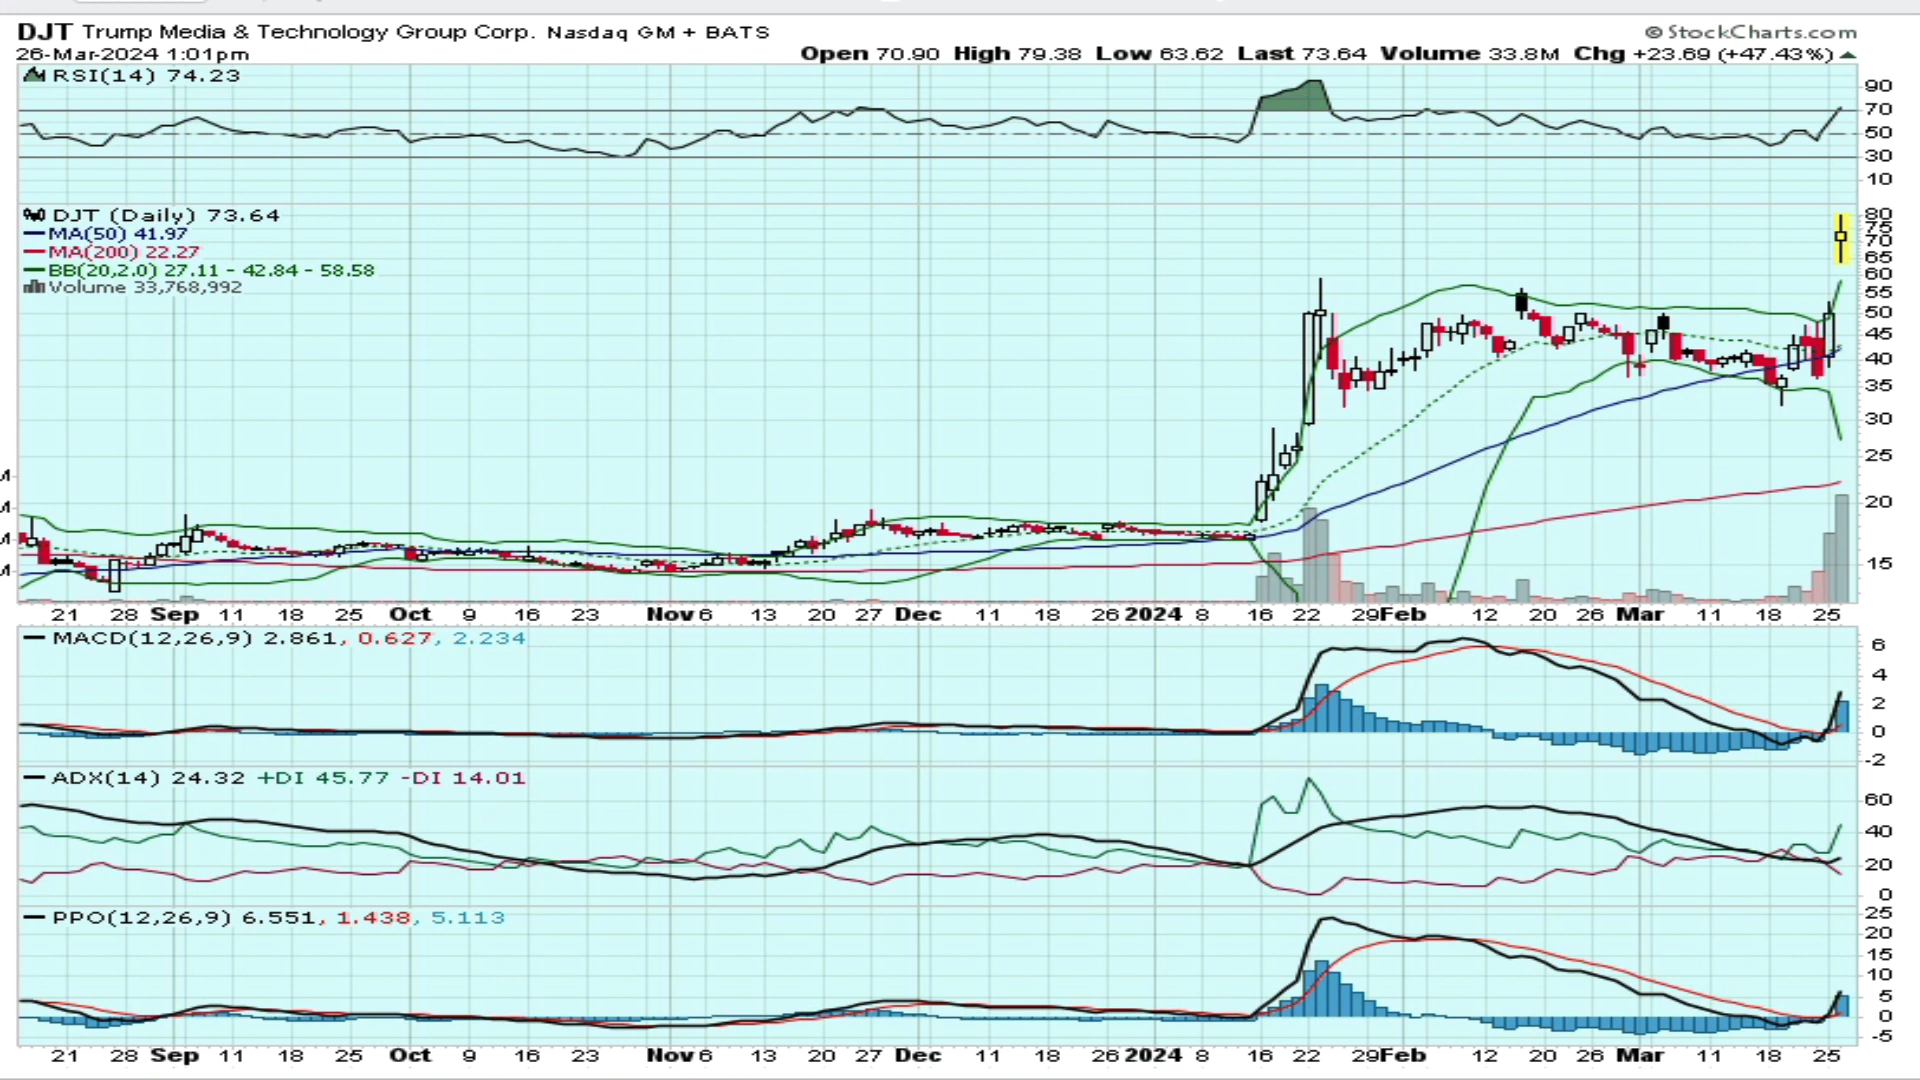 DJT Trump Media & Technology Group Corp. Nasdaq GM + BATS
© StockCharts.com
26-Mar-2024 1:01pm
Open 70.90 High 79.38 Low 63.62 Last 73.64 Volume 33.8M Chg +23.69 (+47.43%)
RSI(14) 74.23
90
70
50
30
10
DJT (Daily) 73.64
MA(50) 41.97
MA(200) 22.27
BB(20,2.0) 27.11 - 42.84 - 58.58
Volume 33,768,992
80
75
70
65
60
55
50
45
40
35
30
25
20
15
M
M
M
M
21 28 Sep 11 18 25 Oct 9 16 23 Nov 6 13 20 27 Dec 11 18 26 2024 8 16 22 29 Feb 12 20 26 Mar 11 18 25
MACD(12,26,9) 2.861, 0.627, 2.234
6
4
2
0
-2
ADX(14) 24.32 +DI 45.77 -DI 14.01
60
40
20
0
PPO(12,26,9) 6.551, 1.438, 5.113
25
20
15
10
5
0
-5
21 28 Sep 11 18 25 Oct 9 16 23 Nov 6 13 20 27 Dec 11 18 26 2024 8 16 22 29 Feb 12 20 26 Mar 11 18 25